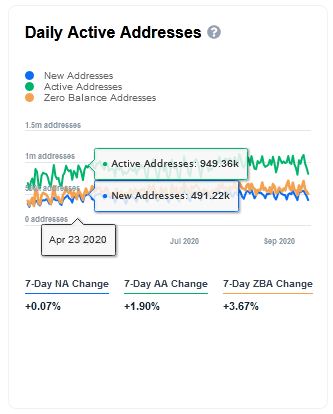 Daily Active Addresses ?
New Addresses
Active Addresses
Zero Balance Addresses
1.5m addresses
1m addresses
Active Addresses: 949.36k
addresses
New Addresses: 491.22k
0 addresses
Apr 23 2020
Jul 2020
Sep 2020
7-Day NA Change
7-Day AA Change
7-Day ZBA Change
+0.07%
+1.90%
+3.67%